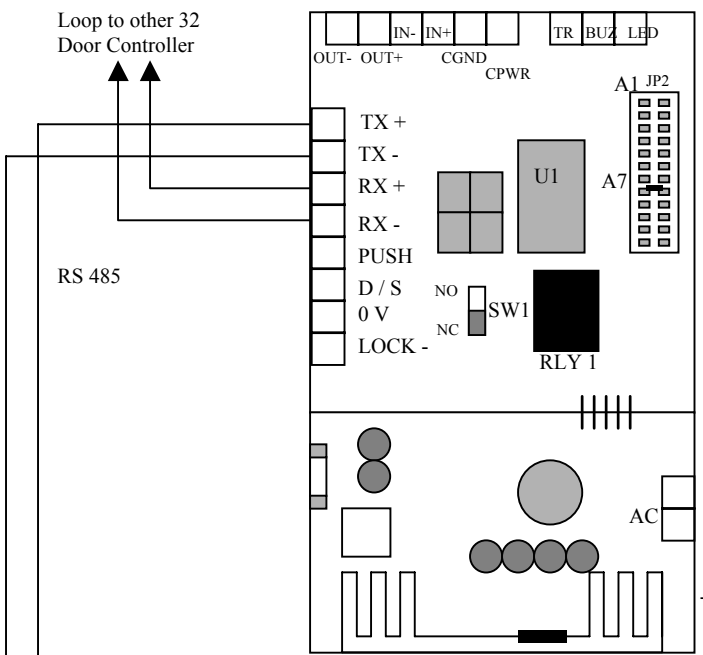 Loop to other 32
Door Controller
IN- IN+ TR BUZ LED
OUT- OUT+ CGND
CPWR
A1 JP2
TX +
TX -
RX +
RX -
PUSH
D / S
0 V
LOCK -
U1
A7
RS 485
NO
SW1
NC
RLY 1
AC